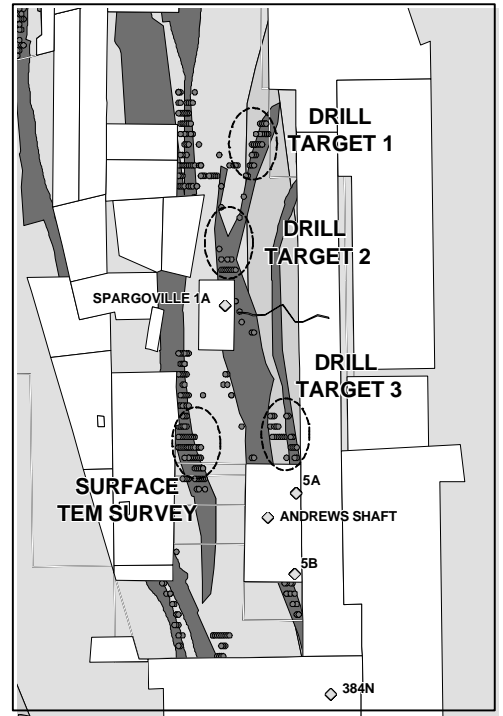 DRILL
TARGET 1
DRILL
TARGET 2
SPARGOVILLE 1A
DRILL
TARGET 3
SURFACE
TEM SURVEY
5A
ANDREWS SHAFT
5B
384N